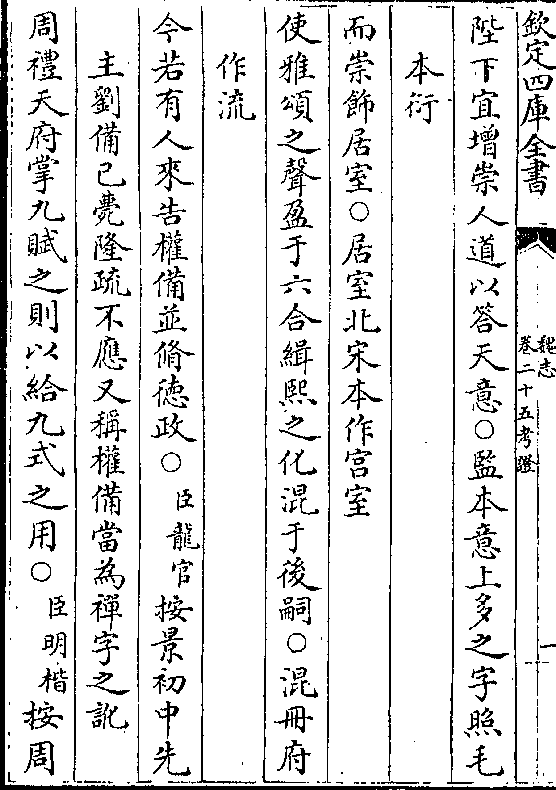 欽定四庫全書
魏志
卷二十五考證
一
陛下宜增崇人道以答天意○監本意上多之字照毛
本衍
而崇飾居室○居室北宋本作宫室
使雅頌之聲盈于六合緝熙之化混于後嗣○混冊府
作流
今若有人來告權備並脩德政○臣龍官按景初中先
主劉備已薨隆疏不應又稱權備當為禪字之訛
周禮天府掌九賦之則以給九式之用○臣明楷按周